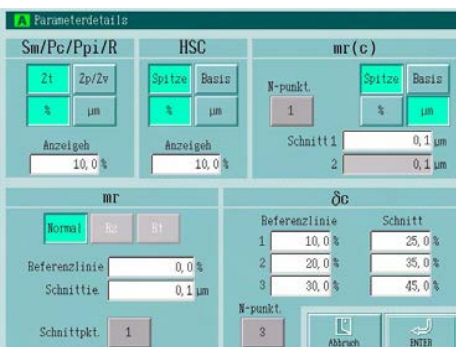 A Parameterdetails
Sm/Pc/Ppi/R
Zt Zp/Zv
% µm
Anzeigeh
10,0 %
HSC
Spitze Basis
% µm
Anzeigeh
10,0 %
mr(c)
N-punkt.
1
Spitze Basis
% µm
Schnitt 1 0,1 µm
2 0,1 µm
mr
Normal Rz Rt
Referenzlinie 0,0 %
Schnittie. 0,1 µm
Schnittpkt. 1
δc
Referenzlinie Schnitt
1 10,0 % 25,0 %
2 20,0 % 35,0 %
3 30,0 % 45,0 %
N-punkt.
3
Abbruch ENTER